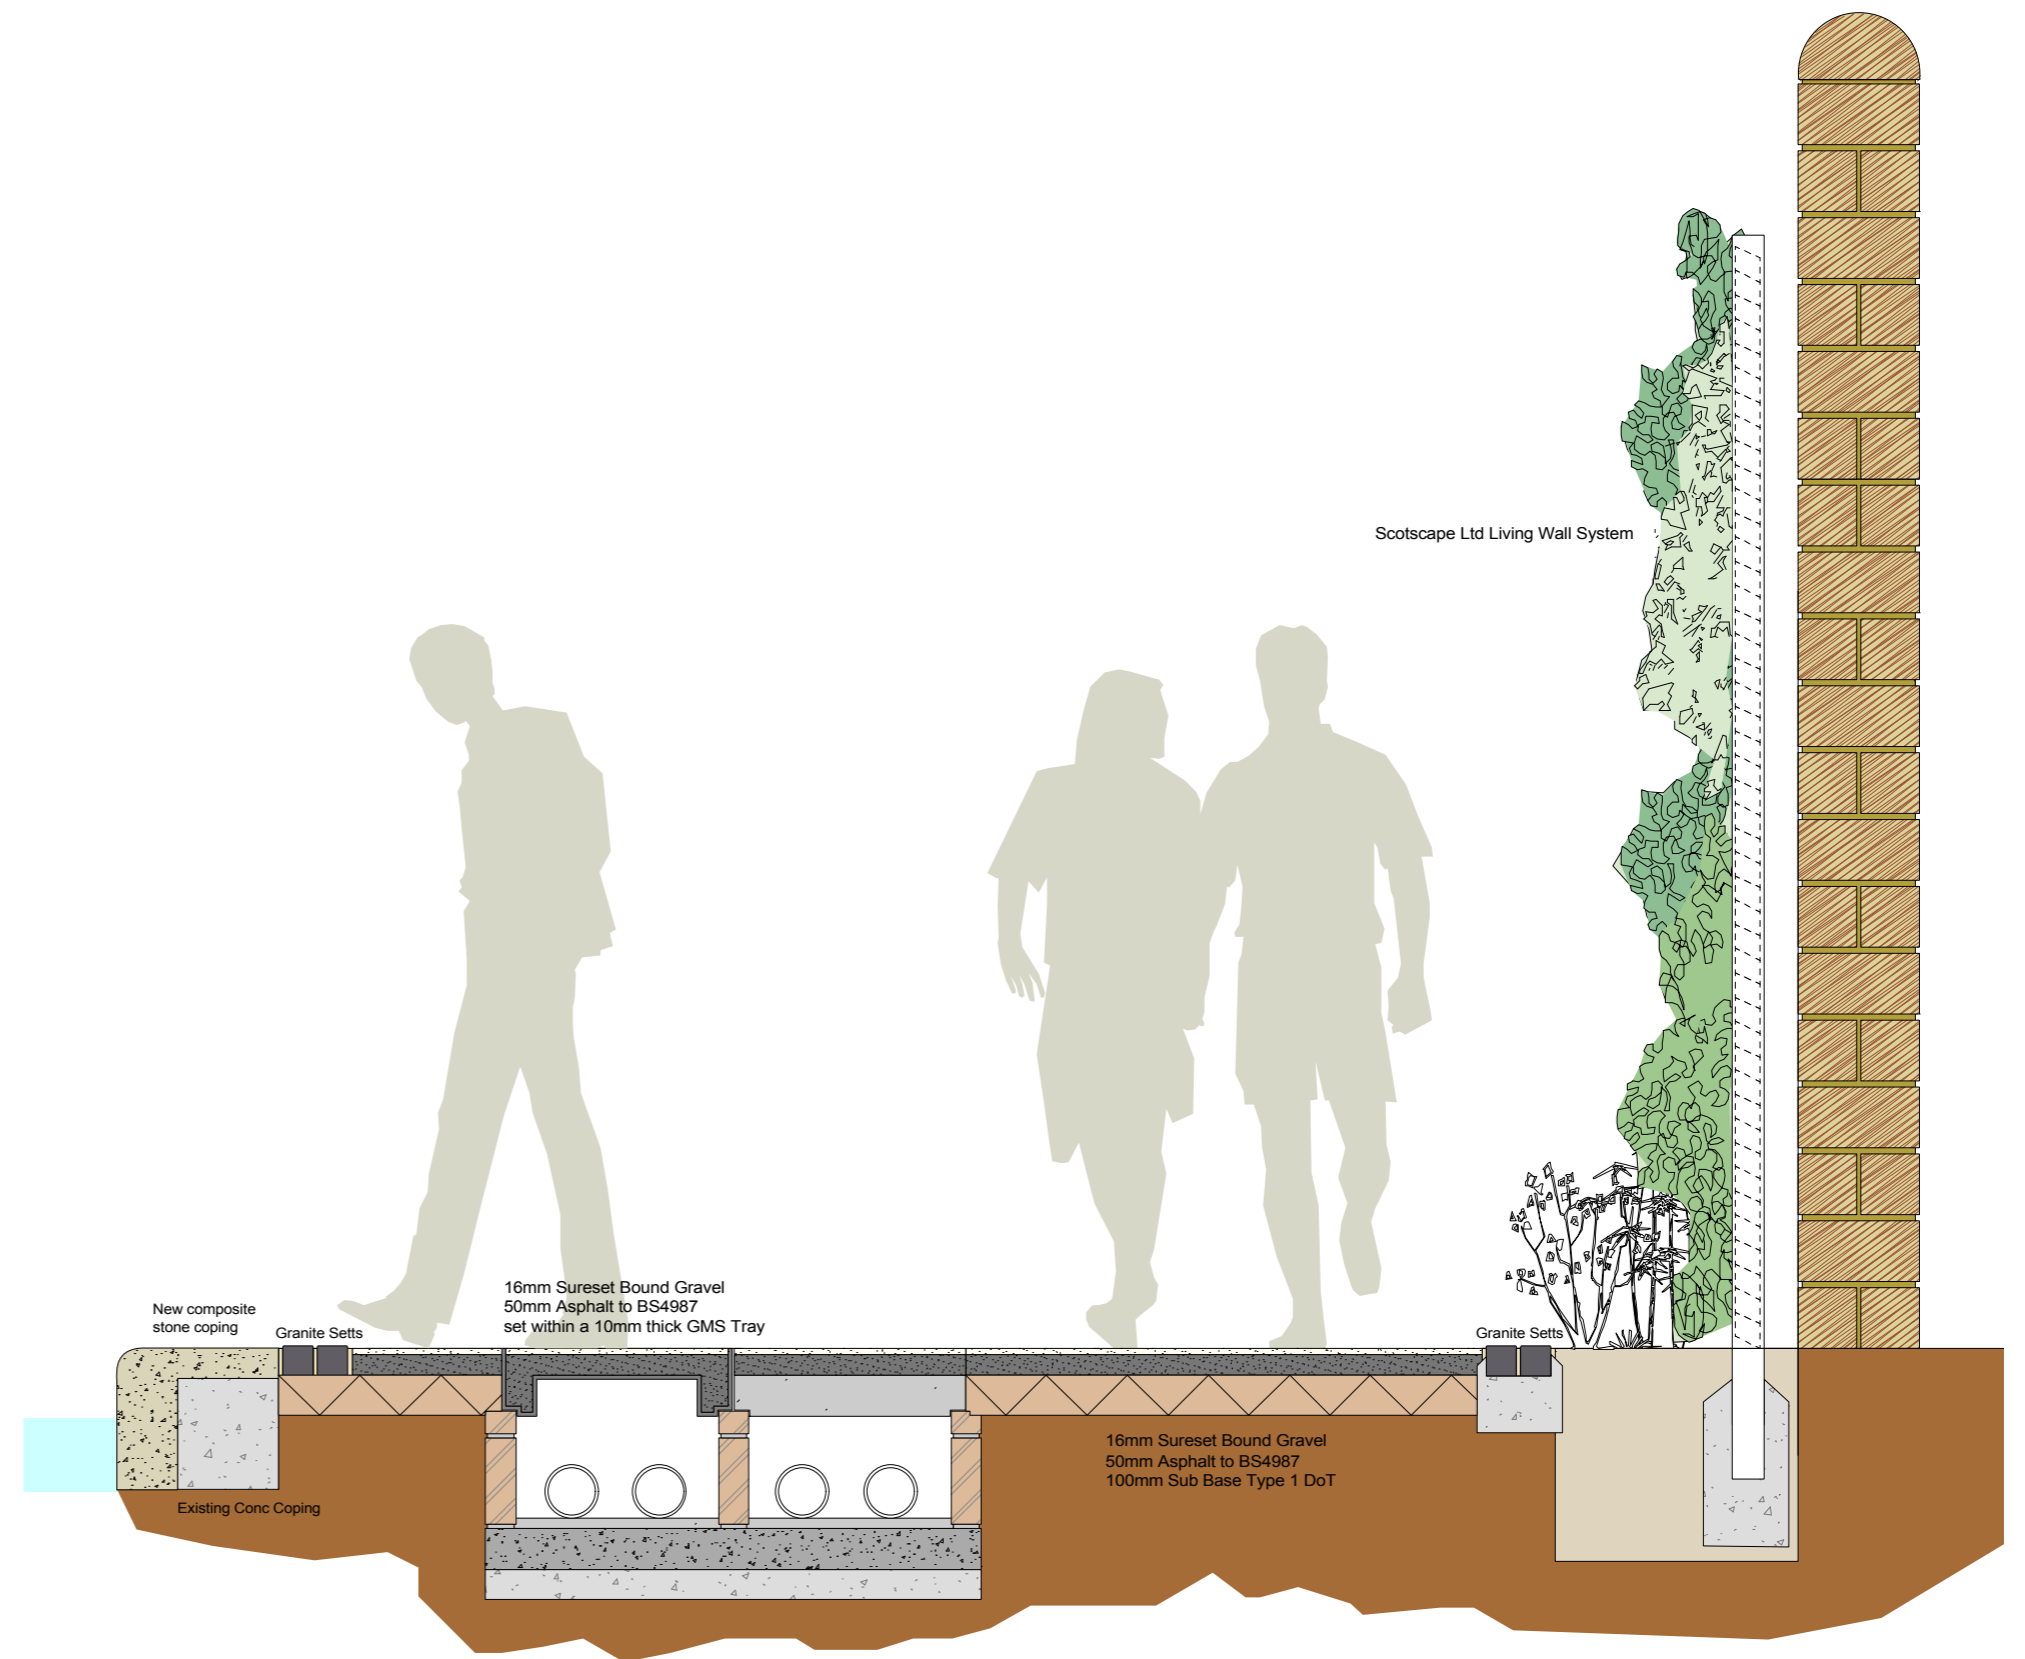 Scotscape Ltd Living Wall System
16mm Sureset Bound Gravel
50mm Asphalt to BS4987
set within a 10mm thick GMS Tray
New composite
stone coping
Granite Setts
Granite Setts
16mm Sureset Bound Gravel
50mm Asphalt to BS4987
100mm Sub Base Type 1 DoT
Existing Conc Coping